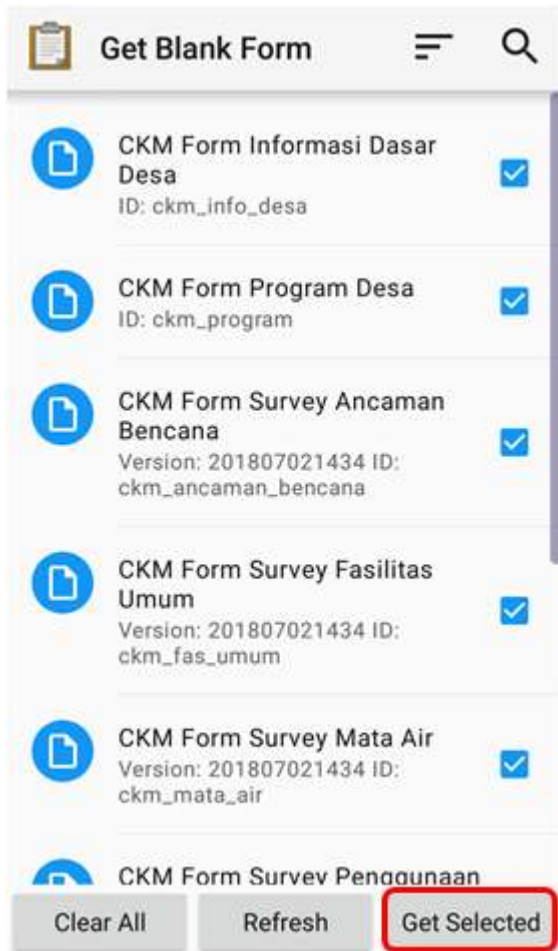 Get Blank Form
CKM Form Informasi Dasar
Desa
ID: ckm_info_desa
CKM Form Program Desa
ID: ckm_program
CKM Form Survey Ancaman
Bencana
Version: 201807021434 ID:
ckm_ancaman_bencana
CKM Form Survey Fasilitas
Umum
Version: 201807021434 ID:
ckm_fas_umum
CKM Form Survey Mata Air
Version: 201807021434 ID:
ckm_mata_air
CKM Form Survey Penggunaan
Clear All
Refresh
Get Selected